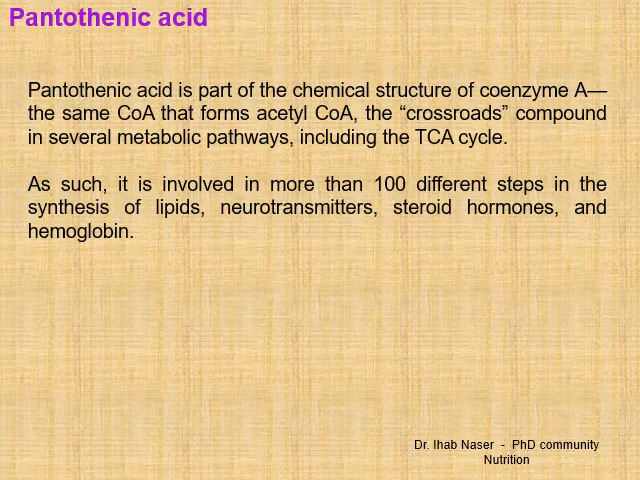 Pantothenic acid
Pantothenic acid is part of the chemical structure of coenzyme A—
the same CoA that forms acetyl CoA, the “crossroads” compound
in several metabolic pathways, including the TCA cycle.
As such, it is involved in more than 100 different steps in the
synthesis of lipids, neurotransmitters, steroid hormones, and
hemoglobin.
Dr. Ihab Naser - PhD community
Nutrition